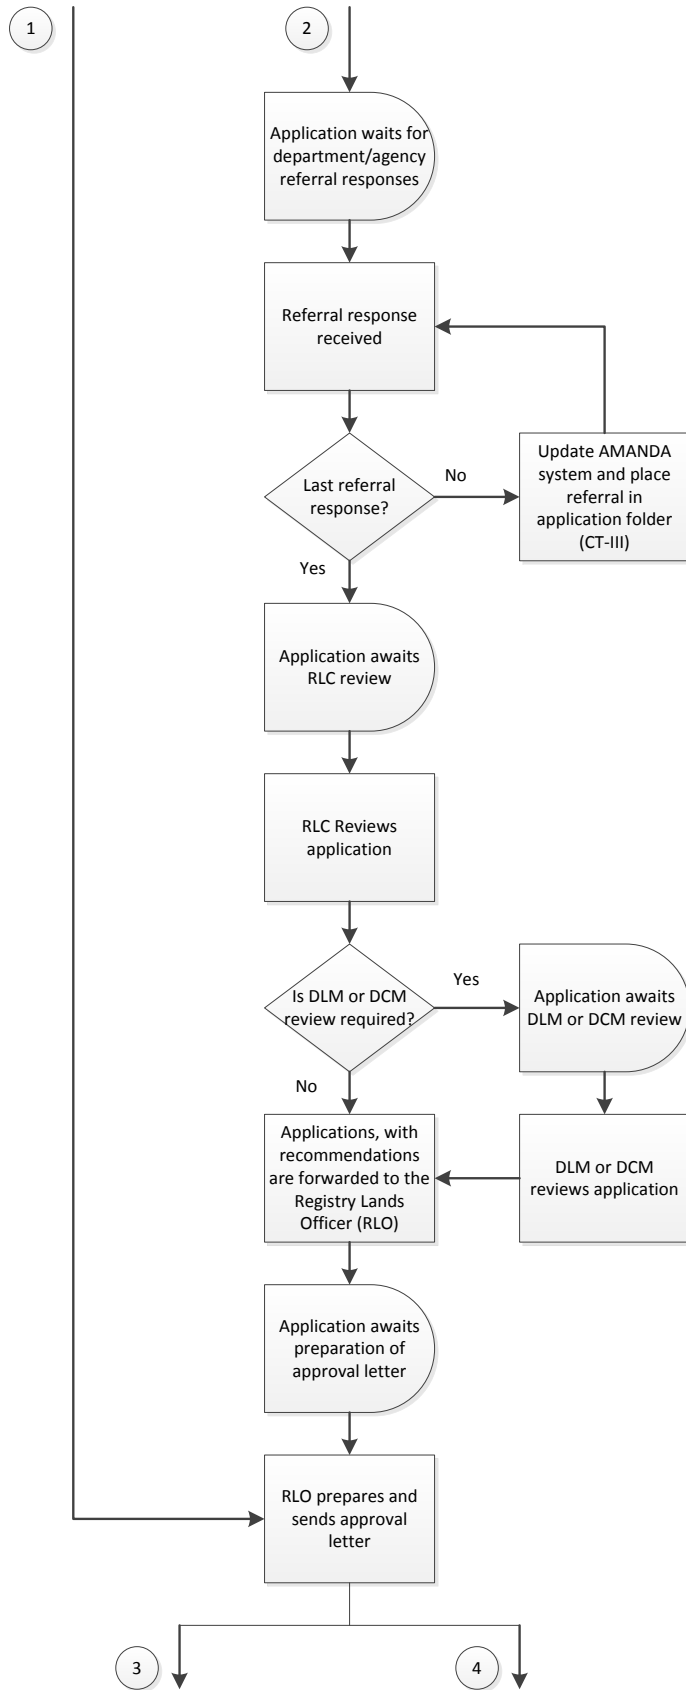 1
2
Application waits for
department/agency
referral responses
Referral response
received
Last referral
response?
No
Update AMANDA
system and place
referral in
application folder
(CT-III)
Yes
Application awaits
RLC review
RLC Reviews
application
Is DLM or DCM
review required?
Yes
Application awaits
DLM or DCM review
No
Applications, with
recommendations
are forwarded to the
Registry Lands
Officer (RLO)
DLM or DCM
reviews application
Application awaits
preparation of
approval letter
RLO prepares and
sends approval
letter
3
4